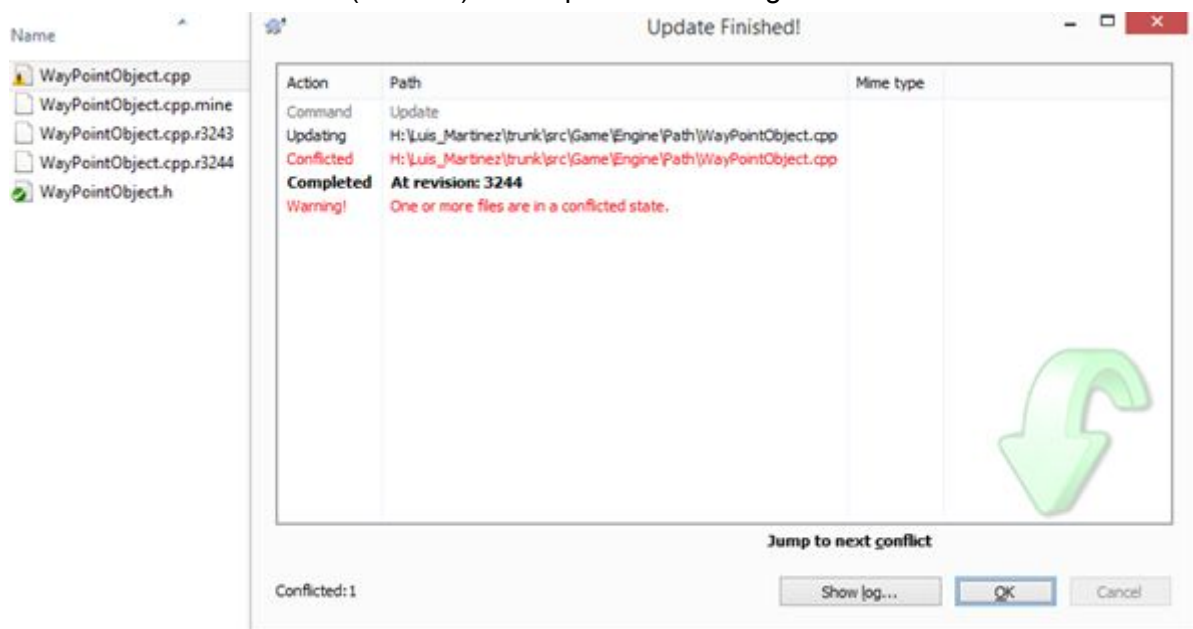 Name
WayPointObject.cpp
WayPointObject.cpp.mine
WayPointObject.cpp.r3243
WayPointObject.cpp.r3244
WayPointObject.h
Update Finished!
Action Path Mime type
Command Update
Updating H:\Luis_Martinez\trunk\src\Game\Engine\Path\WayPointObject.cpp
Conflicted H:\Luis_Martinez\trunk\src\Game\Engine\Path\WayPointObject.cpp
Completed At revision: 3244
Warning! One or more files are in a conflicted state.
Jump to next conflict
Conflicted:1
Show log... OK Cancel